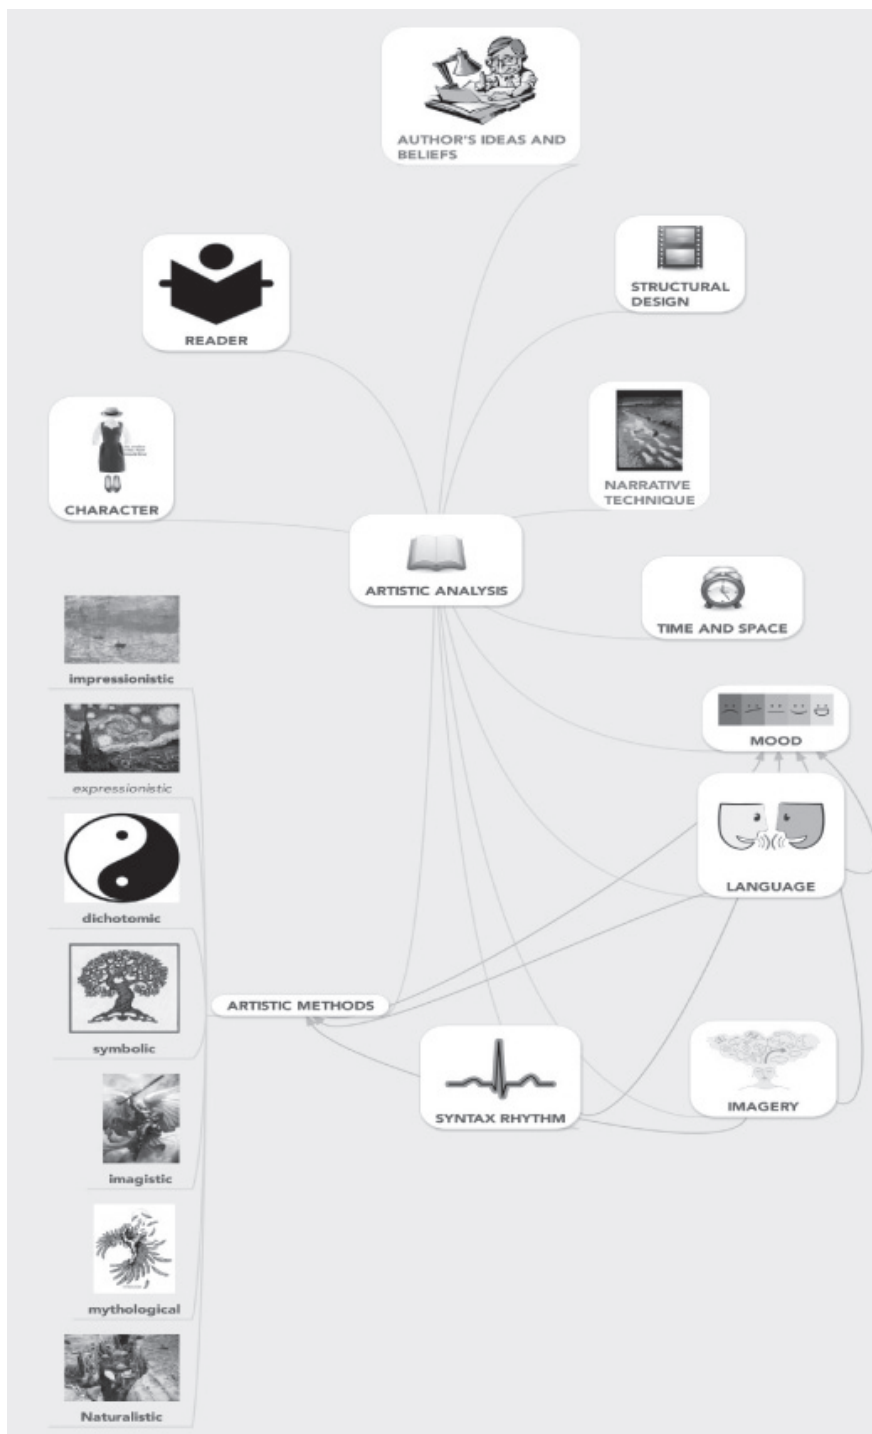 AUTHOR'S IDEAS AND
BELIEFS
STRUCTURAL
DESIGN
READER
NARRATIVE
TECHNIQUE
CHARACTER
ARTISTIC ANALYSIS
TIME AND SPACE
impressionistic
MOOD
expressionistic
LANGUAGE
dichotomic
ARTISTIC METHODS
symbolic
SYNTAX RHYTHM
IMAGERY
imagistic
mythological
Naturalistic